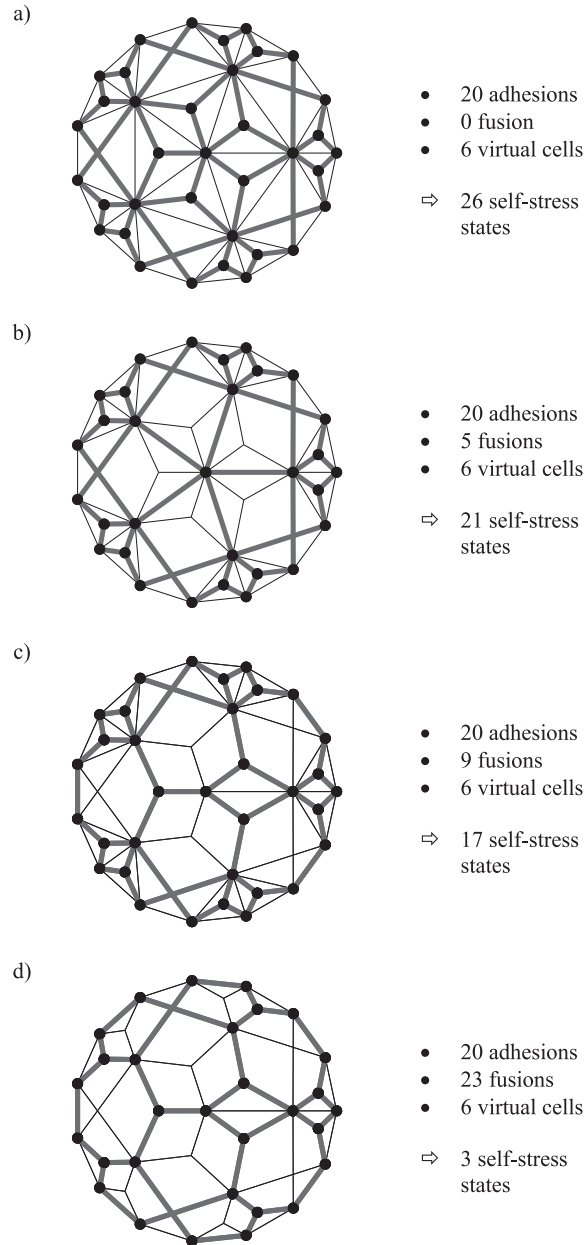 a)
• 20 adhesions
• 0 fusion
• 6 virtual cells
⇨ 26 self-stress
states
b)
• 20 adhesions
• 5 fusions
• 6 virtual cells
⇨ 21 self-stress
states
c)
• 20 adhesions
• 9 fusions
• 6 virtual cells
⇨ 17 self-stress
states
d)
• 20 adhesions
• 23 fusions
• 6 virtual cells
⇨ 3 self-stress
states